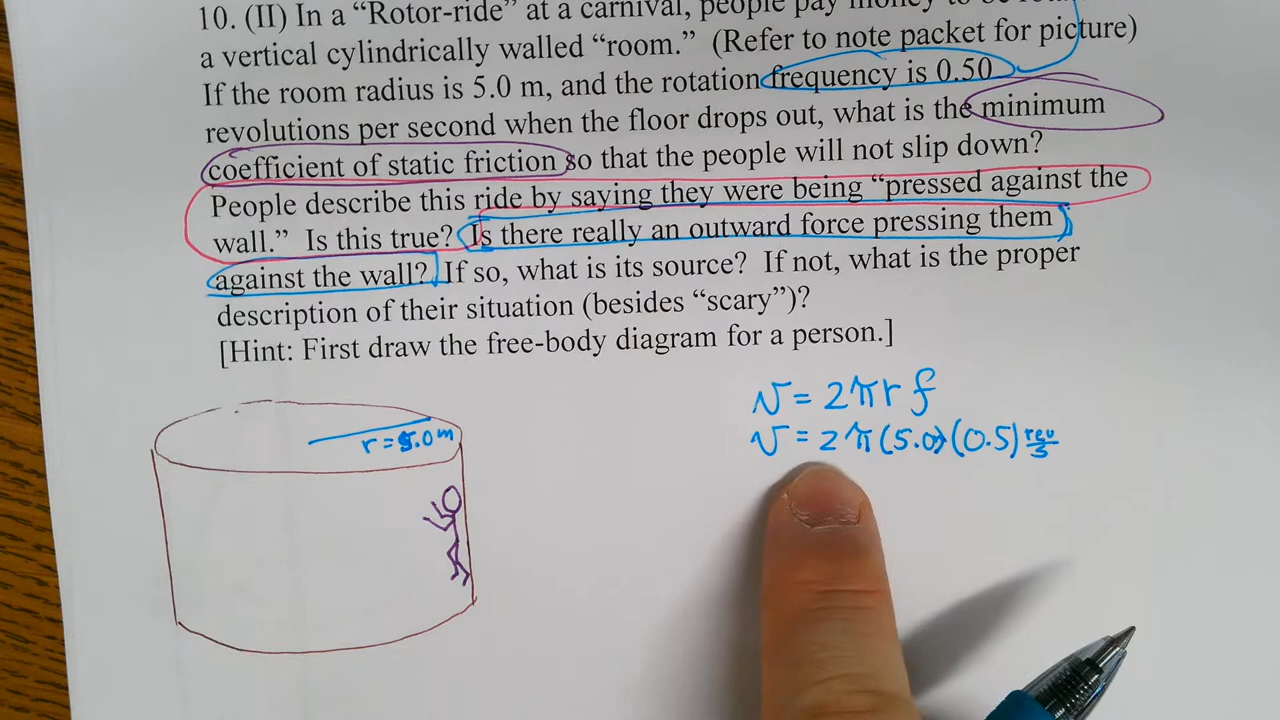 10. (II) In a “Rotor-ride” at a carnival, people pay money to be
a vertical cylindrically walled “room.” (Refer to note packet for picture)
If the room radius is 5.0 m, and the rotation frequency is 0.50
revolutions per second when the floor drops out, what is the minimum
coefficient of static friction so that the people will not slip down?
People describe this ride by saying they were being “pressed against the
wall.” Is this true? Is there really an outward force pressing them
against the wall? If so, what is its source? If not, what is the proper
description of their situation (besides “scary”)?
[Hint: First draw the free-body diagram for a person.]
v = 2πr f
v = 2π(5.0)(0.5) rev/s
r = 5.0m